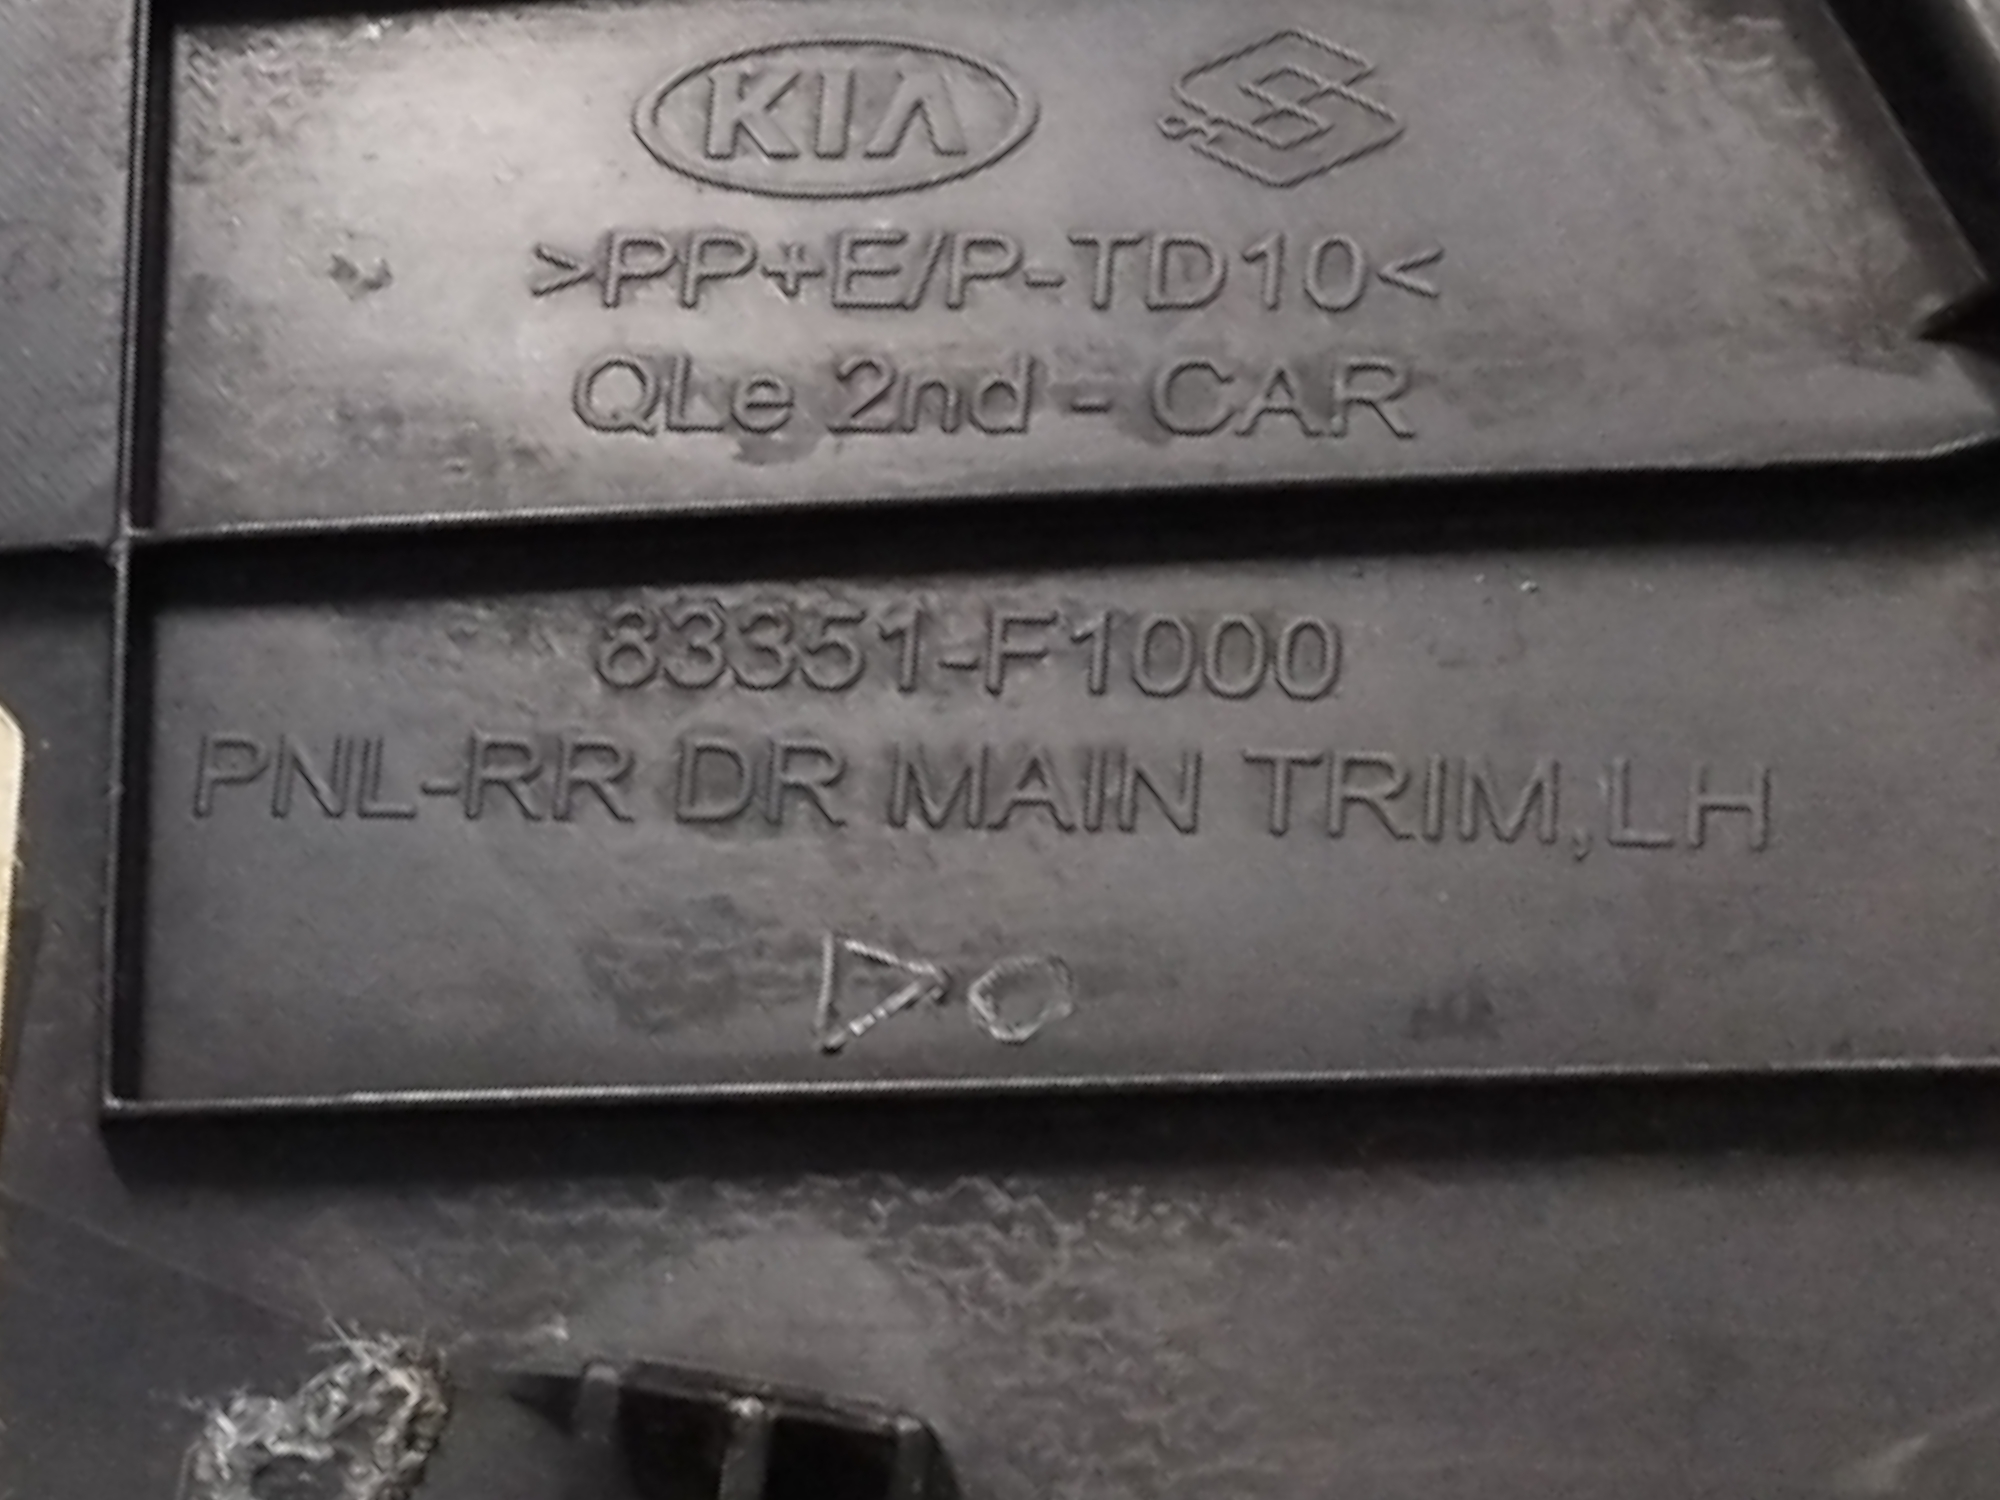 KIA
>PP+E/P-TD10<
QLe 2nd - CAR
83351-F1000
PNL-RR DR MAIN TRIM,LH